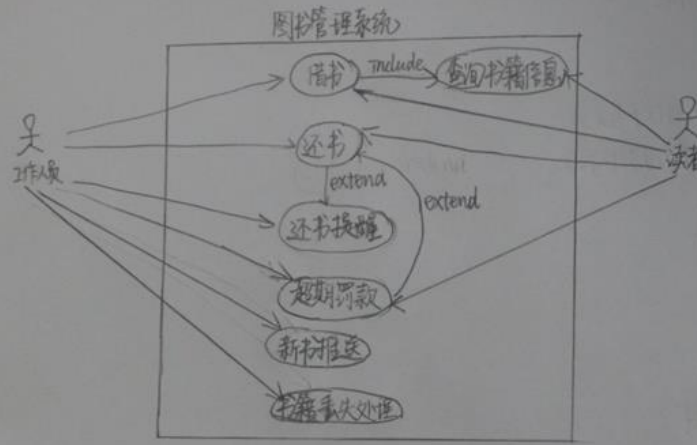 图书管理系统
借书
include
查询书籍信息
工作人员
读者
还书
extend
extend
还书提醒
超期罚款
新书推送
书籍丢失处理